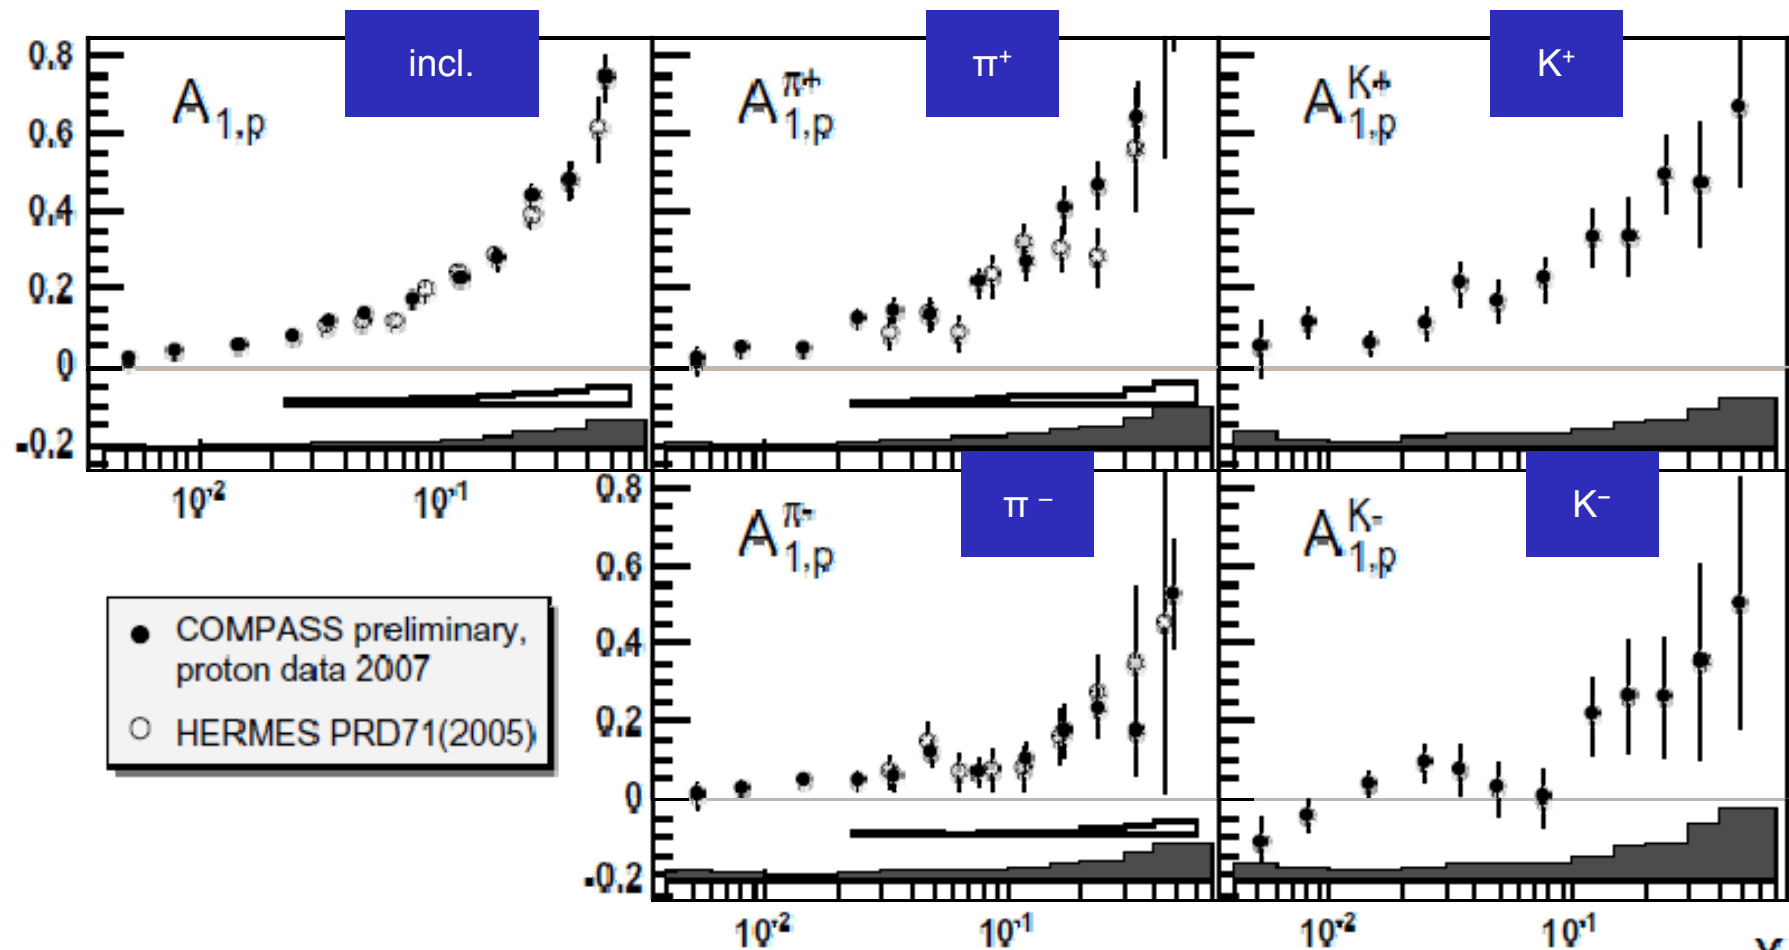 incl.
π⁺
K⁺
A1,p
Aπ+1,p
AK+1,p
0.8
0.6
0.4
0.2
0
-0.2
10⁻²
10⁻¹
π⁻
K⁻
Aπ-1,p
AK-1,p
0.8
0.6
0.4
0.2
0
-0.2
COMPASS preliminary,
proton data 2007
HERMES PRD71(2005)
10⁻²
10⁻¹
10⁻²
10⁻¹